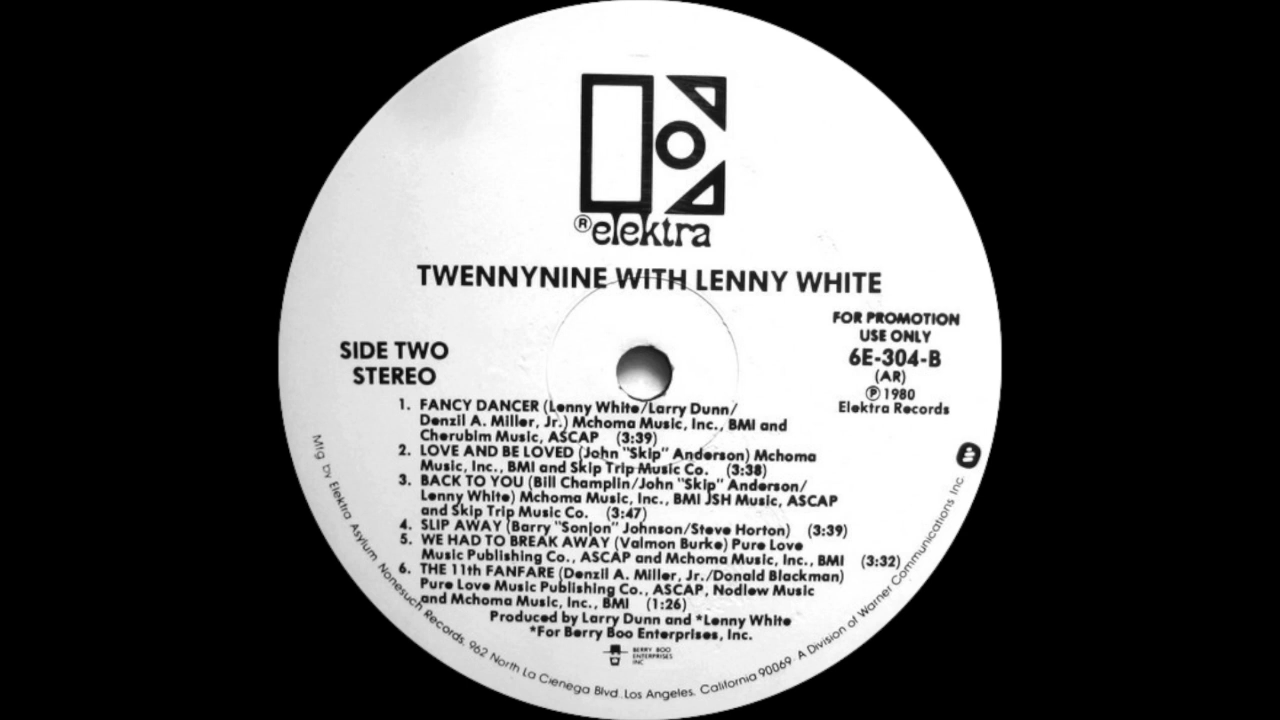 ® elektra
TWENNYNINE WITH LENNY WHITE
FOR PROMOTION
USE ONLY
6E-304-B
(AR)
℗ 1980
Elektra Records
SIDE TWO
STEREO
1. FANCY DANCER (Lenny White/Larry Dunn/
Denzil A. Miller, Jr.) Mchoma Music, Inc., BMI and
Cherubim Music, ASCAP (3:39)
2. LOVE AND BE LOVED (John "Skip" Anderson) Mchoma
Music, Inc., BMI and Skip Trip Music Co. (3:38)
3. BACK TO YOU (Bill Champlin/John "Skip" Anderson/
Lenny White) Mchoma Music, Inc., BMI JSH Music, ASCAP
and Skip Trip Music Co. (3:47)
4. SLIP AWAY (Barry "Sonjon" Johnson/Steve Horton) (3:39)
5. WE HAD TO BREAK AWAY (Valmon Burke) Pure Love
Music Publishing Co., ASCAP and Mchoma Music, Inc., BMI (3:32)
6. THE 11th FANFARE (Denzil A. Miller, Jr./Donald Blackman)
Pure Love Music Publishing Co., ASCAP, Nodlew Music
and Mchoma Music, Inc., BMI (1:26)
Produced by Larry Dunn and *Lenny White
*For Berry Boo Enterprises, Inc.
BERRY BOO
ENTERPRISES
INC
Mfg. by Elektra Asylum Nonesuch Records, 962 North La Cienega Blvd. Los Angeles, California 90069. A Division of Warner Communications Inc.